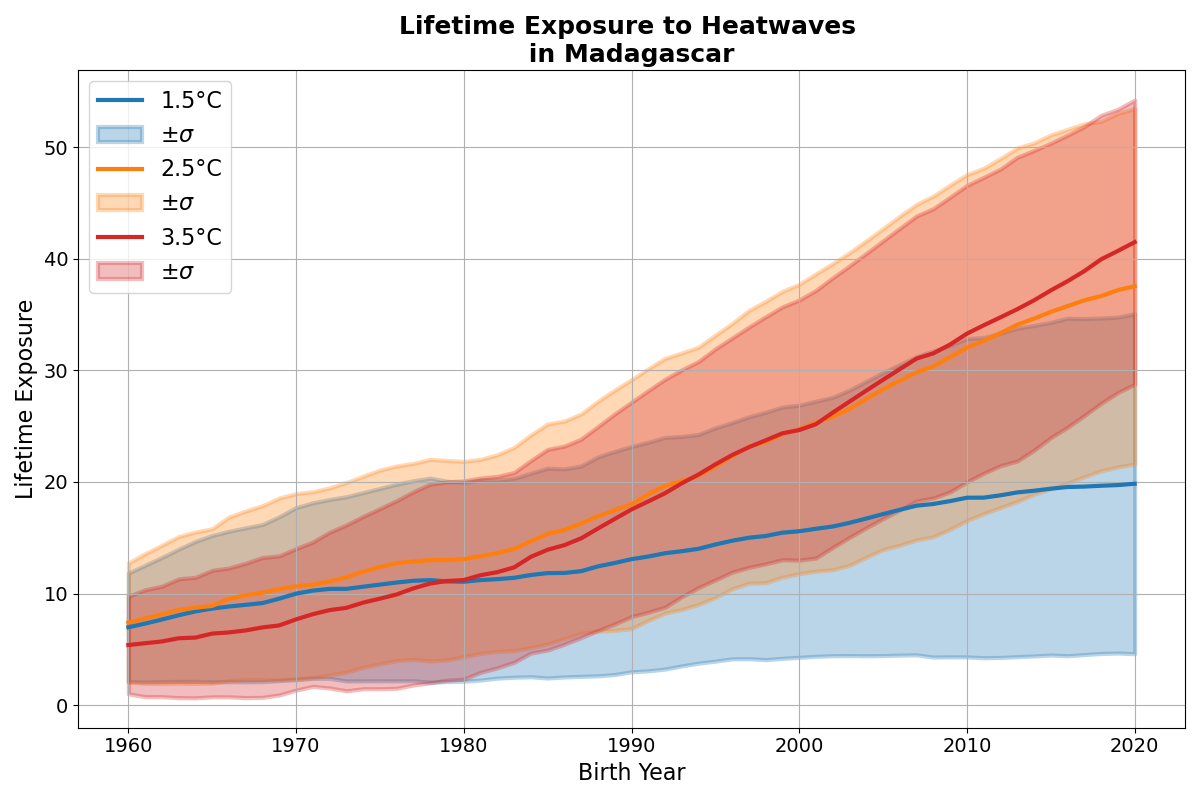 Lifetime Exposure to Heatwaves
in Madagascar
1.5°C
±σ
2.5°C
±σ
3.5°C
±σ
Lifetime Exposure
50
40
30
20
10
0
1960 1970 1980 1990 2000 2010 2020
Birth Year